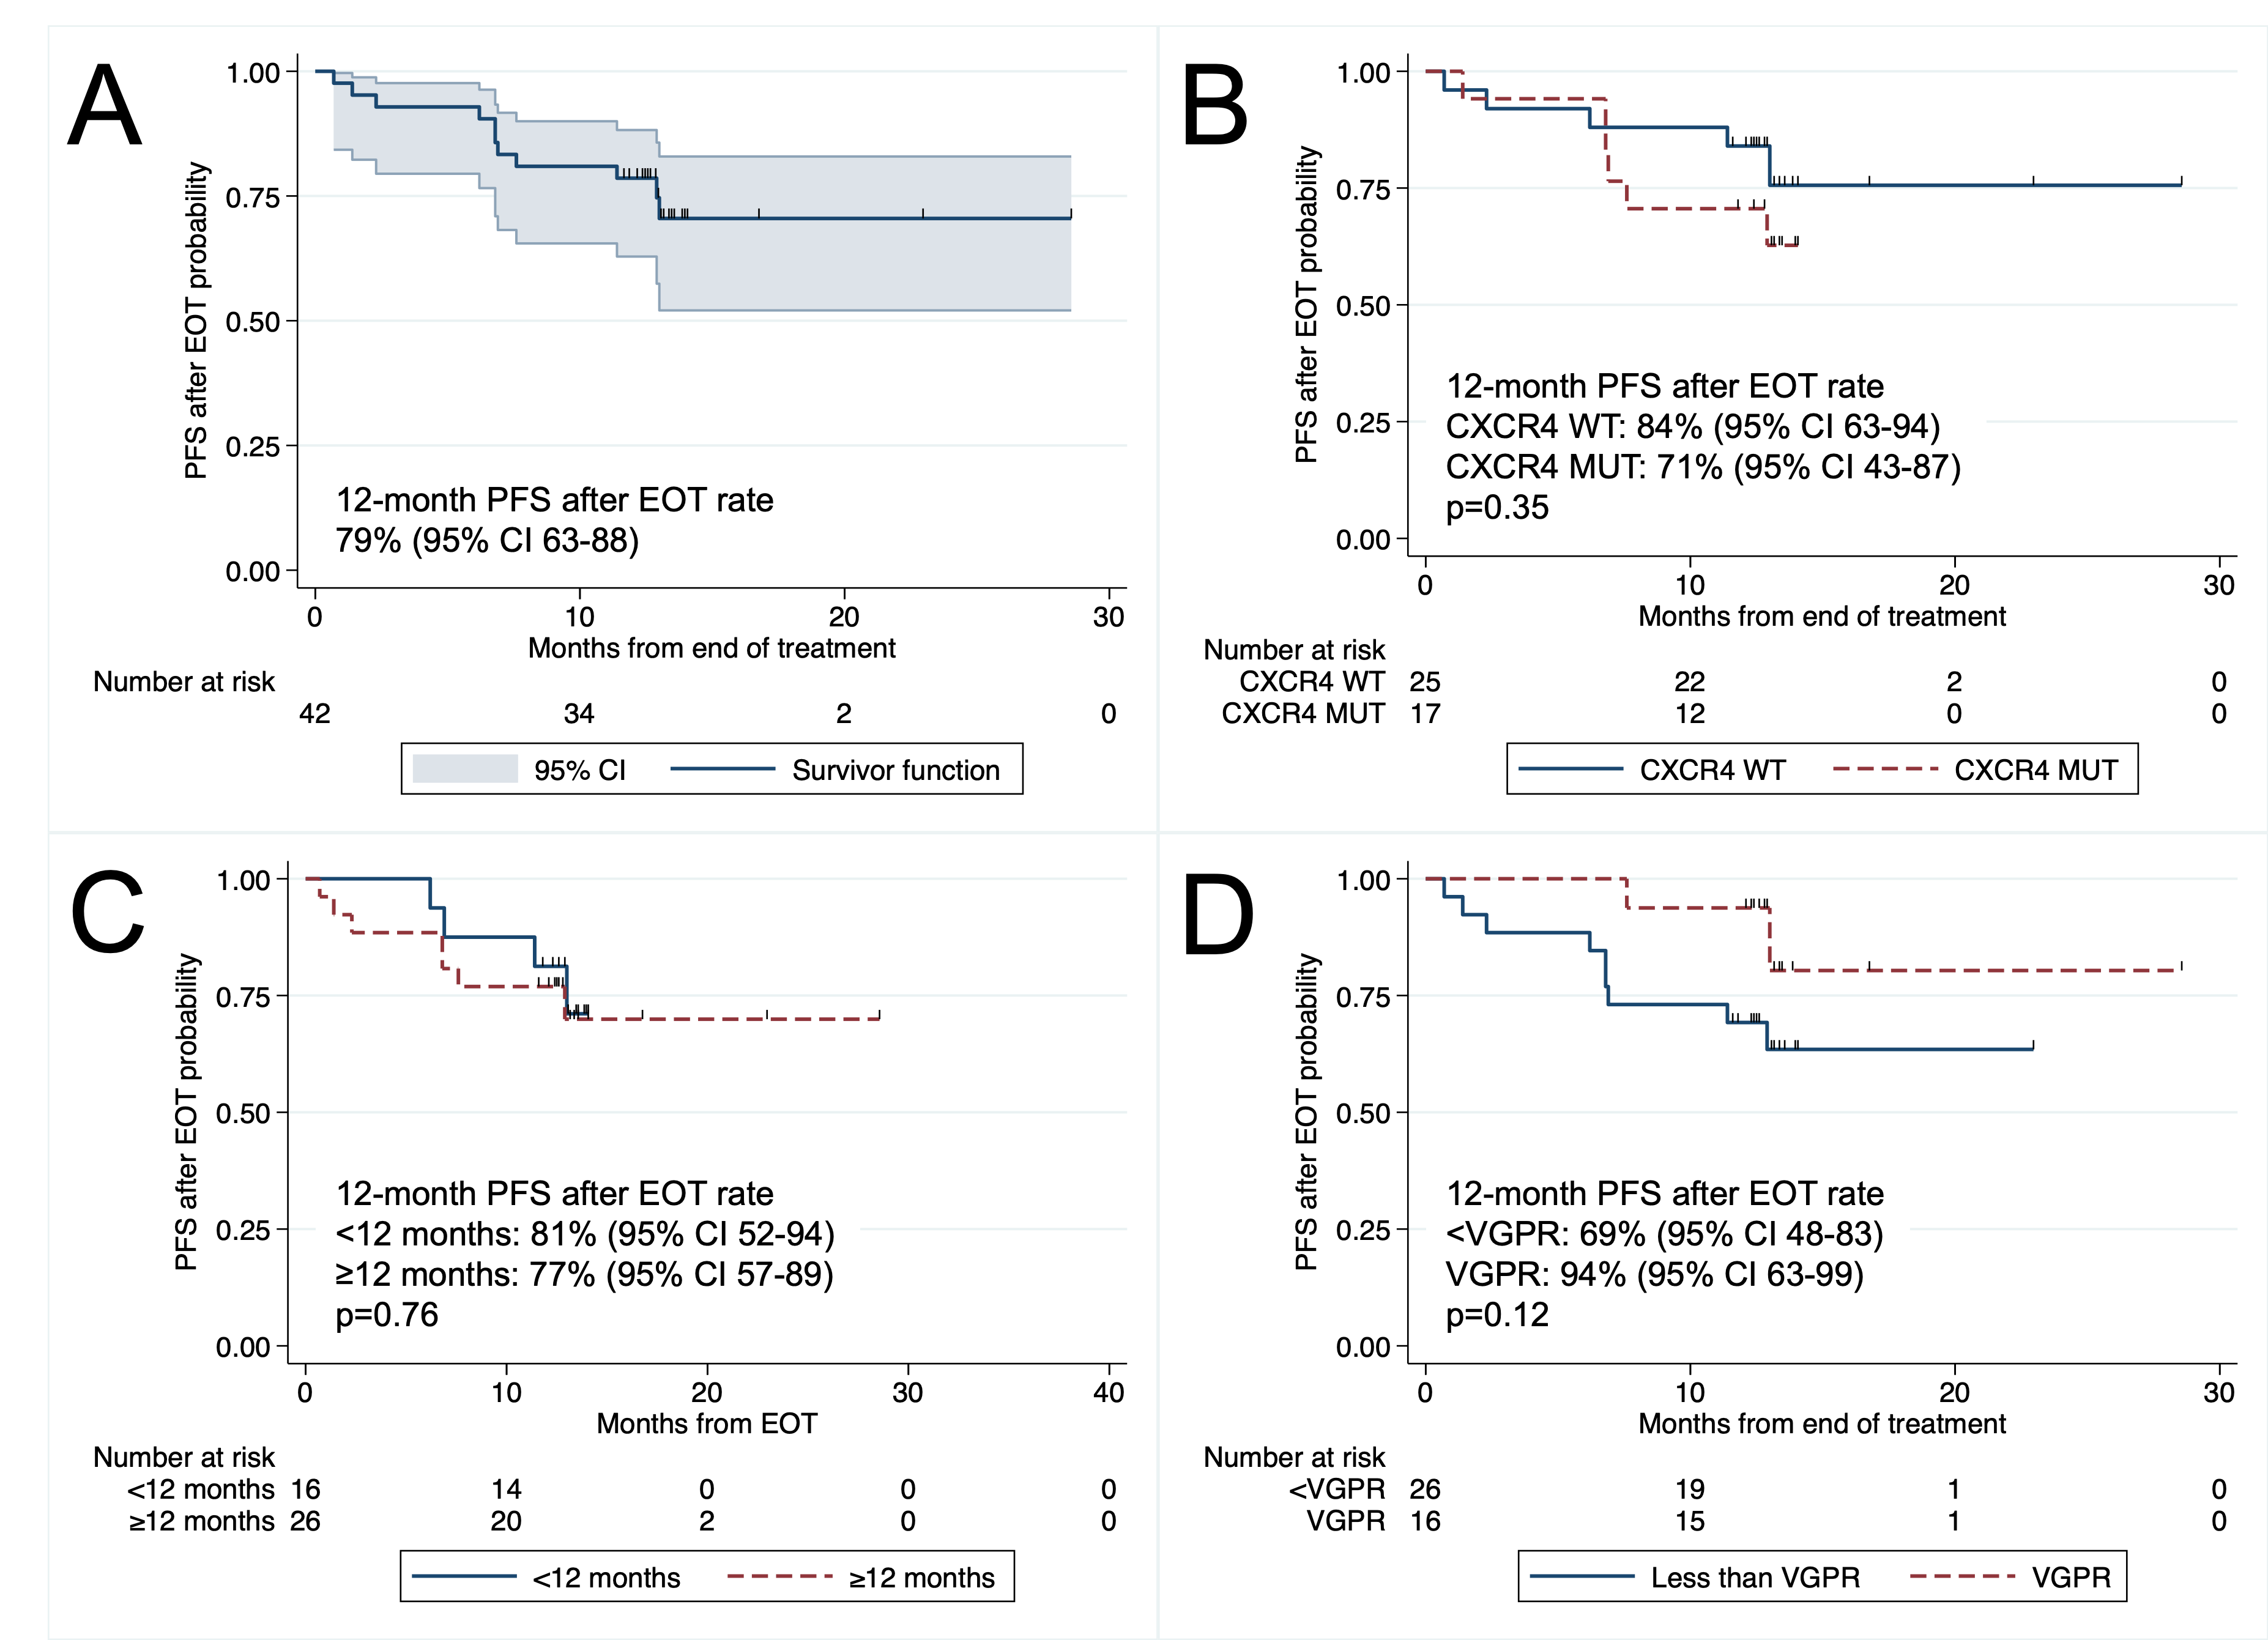 A
PFS after EOT probability
1.00
0.75
0.50
0.25
0.00
12-month PFS after EOT rate
79% (95% CI 63-88)
0 10 20 30
Months from end of treatment
Number at risk
42 34 2 0
95% CI Survivor function
B
PFS after EOT probability
1.00
0.75
0.50
0.25
0.00
12-month PFS after EOT rate
CXCR4 WT: 84% (95% CI 63-94)
CXCR4 MUT: 71% (95% CI 43-87)
p=0.35
0 10 20 30
Months from end of treatment
Number at risk
CXCR4 WT 25 22 2 0
CXCR4 MUT 17 12 0 0
CXCR4 WT CXCR4 MUT
C
PFS after EOT probability
1.00
0.75
0.50
0.25
0.00
12-month PFS after EOT rate
<12 months: 81% (95% CI 52-94)
≥12 months: 77% (95% CI 57-89)
p=0.76
0 10 20 30 40
Months from EOT
Number at risk
<12 months 16 14 0 0 0
≥12 months 26 20 2 0 0
<12 months ≥12 months
D
PFS after EOT probability
1.00
0.75
0.50
0.25
0.00
12-month PFS after EOT rate
<VGPR: 69% (95% CI 48-83)
VGPR: 94% (95% CI 63-99)
p=0.12
0 10 20 30
Months from end of treatment
Number at risk
<VGPR 26 19 1 0
VGPR 16 15 1 0
Less than VGPR VGPR